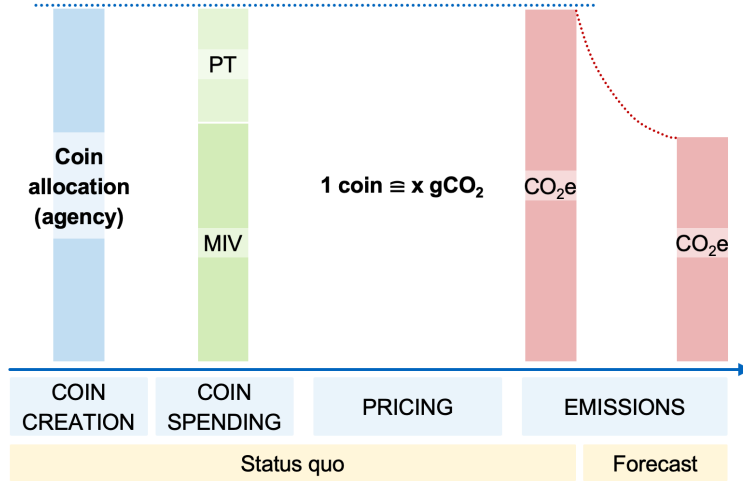 PT
Coin
allocation
(agency)
1 coin ≘ x gCO₂
CO₂e
MIV
CO₂e
COIN
CREATION
COIN
SPENDING
PRICING
EMISSIONS
Status quo
Forecast